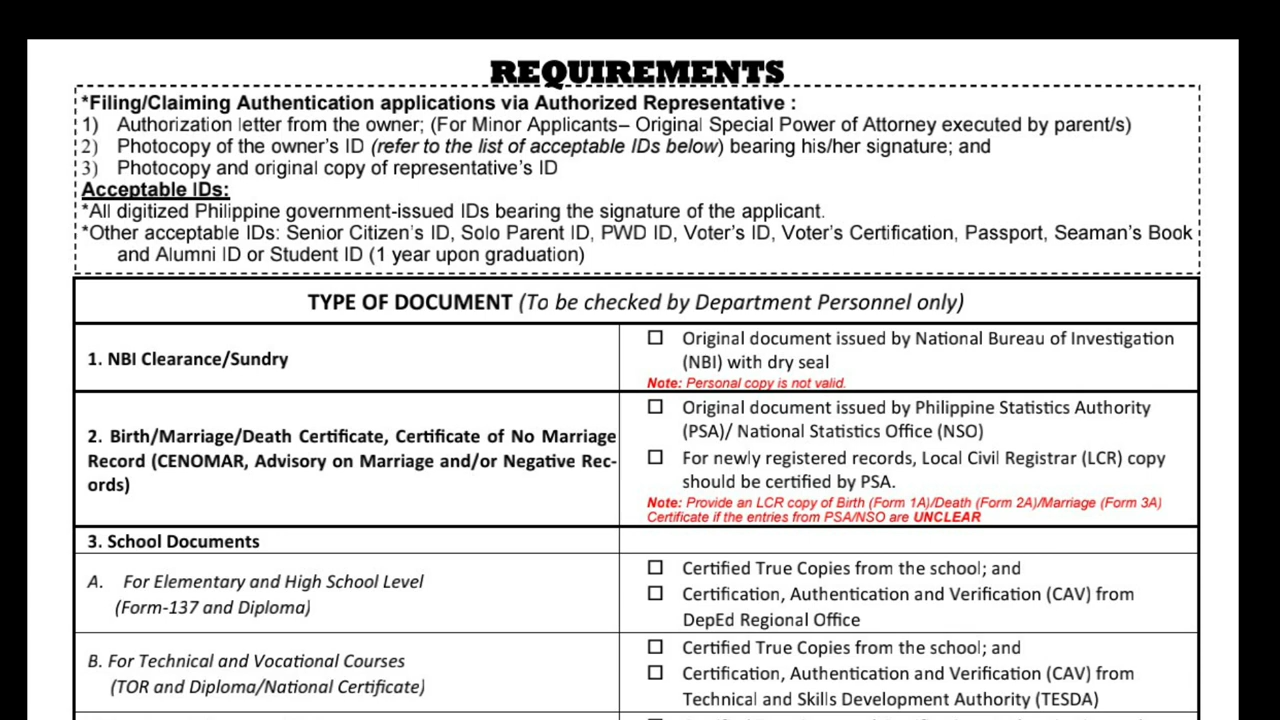 REQUIREMENTS
*Filing/Claiming Authentication applications via Authorized Representative :
1) Authorization letter from the owner; (For Minor Applicants– Original Special Power of Attorney executed by parent/s)
2) Photocopy of the owner's ID (refer to the list of acceptable IDs below) bearing his/her signature; and
3) Photocopy and original copy of representative's ID
Acceptable IDs:
*All digitized Philippine government-issued IDs bearing the signature of the applicant.
*Other acceptable IDs: Senior Citizen's ID, Solo Parent ID, PWD ID, Voter's ID, Voter's Certification, Passport, Seaman's Book
and Alumni ID or Student ID (1 year upon graduation)
TYPE OF DOCUMENT (To be checked by Department Personnel only)
1. NBI Clearance/Sundry
☐ Original document issued by National Bureau of Investigation
(NBI) with dry seal
Note: Personal copy is not valid.
2. Birth/Marriage/Death Certificate, Certificate of No Marriage
Record (CENOMAR, Advisory on Marriage and/or Negative Rec-
ords)
☐ Original document issued by Philippine Statistics Authority
(PSA)/ National Statistics Office (NSO)
☐ For newly registered records, Local Civil Registrar (LCR) copy
should be certified by PSA.
Note: Provide an LCR copy of Birth (Form 1A)/Death (Form 2A)/Marriage (Form 3A)
Certificate if the entries from PSA/NSO are UNCLEAR
3. School Documents
A. For Elementary and High School Level
(Form-137 and Diploma)
☐ Certified True Copies from the school; and
☐ Certification, Authentication and Verification (CAV) from
DepEd Regional Office
B. For Technical and Vocational Courses
(TOR and Diploma/National Certificate)
☐ Certified True Copies from the school; and
☐ Certification, Authentication and Verification (CAV) from
Technical and Skills Development Authority (TESDA)